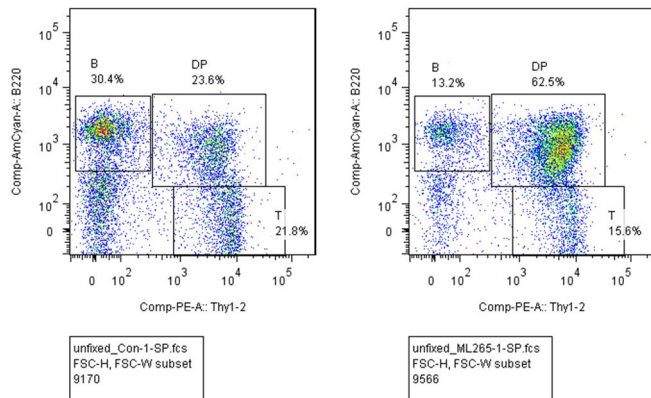 B
30.4%
DP
23.6%
T
21.8%
10^5
10^4
10^3
10^2
0
Comp-AmCyan-A:: B220
0 10^2 10^3 10^4 10^5
Comp-PE-A:: Thy1-2
unfixed_Con-1-SP.fcs
FSC-H, FSC-W subset
9170
B
13.2%
DP
62.5%
T
15.6%
10^5
10^4
10^3
10^2
0
Comp-AmCyan-A:: B220
0 10^2 10^3 10^4 10^5
Comp-PE-A:: Thy1-2
unfixed_ML265-1-SP.fcs
FSC-H, FSC-W subset
9566